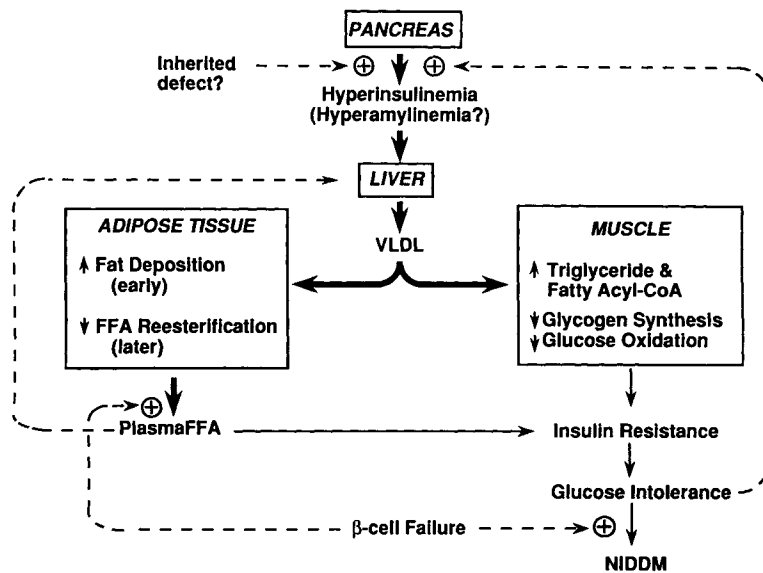 PANCREAS
Inherited
defect?
⊕
⊕
Hyperinsulinemia
(Hyperamylinemia?)
LIVER
ADIPOSE TISSUE
↑ Fat Deposition
(early)
↓ FFA Reesterification
(later)
VLDL
MUSCLE
↑ Triglyceride &
Fatty Acyl-CoA
↓ Glycogen Synthesis
↓ Glucose Oxidation
⊕
PlasmaFFA
Insulin Resistance
Glucose Intolerance
β-cell Failure
⊕
NIDDM